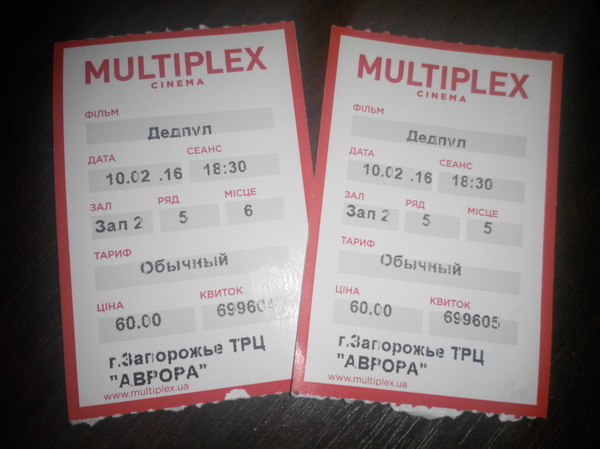 MULTIPLEX
CINEMA
ФІЛЬМ
Дедпул
ДАТА СЕАНС
10.02 .16 18:30
ЗАЛ РЯД МІСЦЕ
Зал 2 5 6
ТАРИФ
Обычный
ЦІНА КВИТОК
60.00 699604
г.Запорожье ТРЦ
"АВРОРА"
www.multiplex.ua
MULTIPLEX
CINEMA
ФІЛЬМ
Дедпул
ДАТА СЕАНС
10.02 .16 18:30
ЗАЛ РЯД МІСЦЕ
Зал 2 5 5
ТАРИФ
Обычный
ЦІНА КВИТОК
60.00 699605
г.Запорожье ТРЦ
"АВРОРА"
www.multiplex.ua